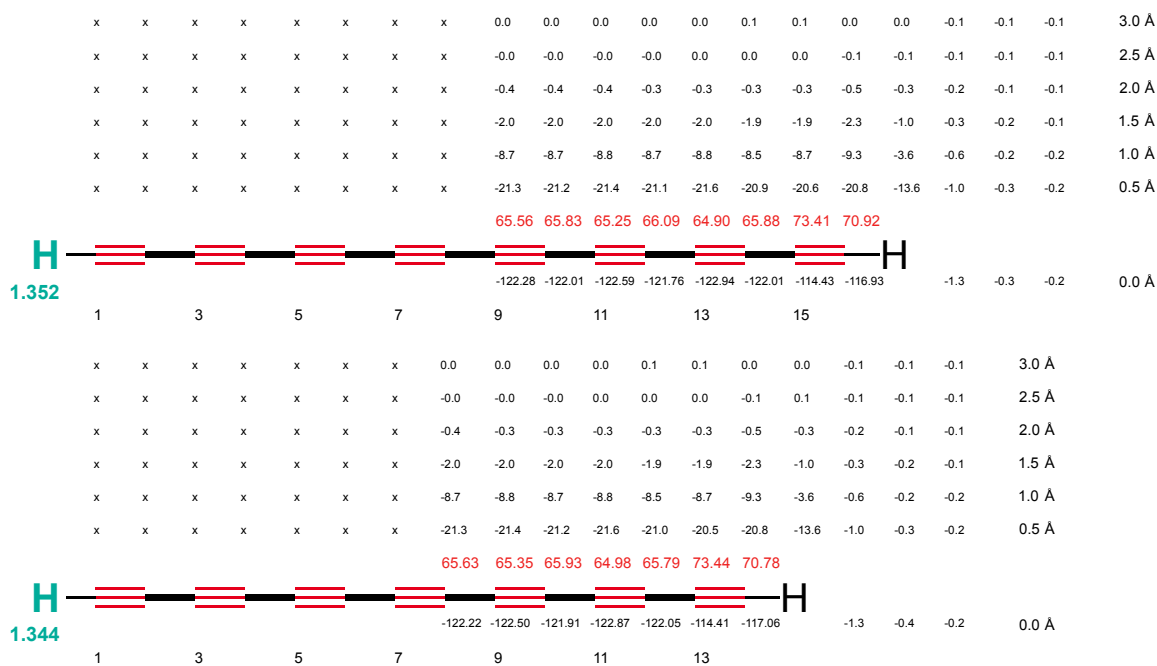 x x x x x x x x 0.0 0.0 0.0 0.0 0.0 0.1 0.1 0.0 0.0 -0.1 -0.1 -0.1 3.0 Å
x x x x x x x x -0.0 -0.0 -0.0 -0.0 0.0 0.0 0.0 -0.1 -0.1 -0.1 -0.1 -0.1 2.5 Å
x x x x x x x x -0.4 -0.4 -0.4 -0.3 -0.3 -0.3 -0.3 -0.5 -0.3 -0.2 -0.1 -0.1 2.0 Å
x x x x x x x x -2.0 -2.0 -2.0 -2.0 -2.0 -1.9 -1.9 -2.3 -1.0 -0.3 -0.2 -0.1 1.5 Å
x x x x x x x x -8.7 -8.7 -8.8 -8.7 -8.8 -8.5 -8.7 -9.3 -3.6 -0.6 -0.2 -0.2 1.0 Å
x x x x x x x x -21.3 -21.2 -21.4 -21.1 -21.6 -20.9 -20.6 -20.8 -13.6 -1.0 -0.3 -0.2 0.5 Å
65.56 65.83 65.25 66.09 64.90 65.88 73.41 70.92
H H
1.352 -122.28 -122.01 -122.59 -121.76 -122.94 -122.01 -114.43 -116.93 -1.3 -0.3 -0.2 0.0 Å
1 3 5 7 9 11 13 15
x x x x x x x 0.0 0.0 0.0 0.0 0.1 0.1 0.0 0.0 -0.1 -0.1 -0.1 3.0 Å
x x x x x x x -0.0 -0.0 -0.0 0.0 0.0 0.0 -0.1 0.1 -0.1 -0.1 -0.1 2.5 Å
x x x x x x x -0.4 -0.3 -0.3 -0.3 -0.3 -0.3 -0.5 -0.3 -0.2 -0.1 -0.1 2.0 Å
x x x x x x x -2.0 -2.0 -2.0 -2.0 -1.9 -1.9 -2.3 -1.0 -0.3 -0.2 -0.1 1.5 Å
x x x x x x x -8.7 -8.8 -8.7 -8.8 -8.5 -8.7 -9.3 -3.6 -0.6 -0.2 -0.2 1.0 Å
x x x x x x x -21.3 -21.4 -21.2 -21.6 -21.0 -20.5 -20.8 -13.6 -1.0 -0.3 -0.2 0.5 Å
65.63 65.35 65.93 64.98 65.79 73.44 70.78
H H
1.344 -122.22 -122.50 -121.91 -122.87 -122.05 -114.41 -117.06 -1.3 -0.4 -0.2 0.0 Å
1 3 5 7 9 11 13